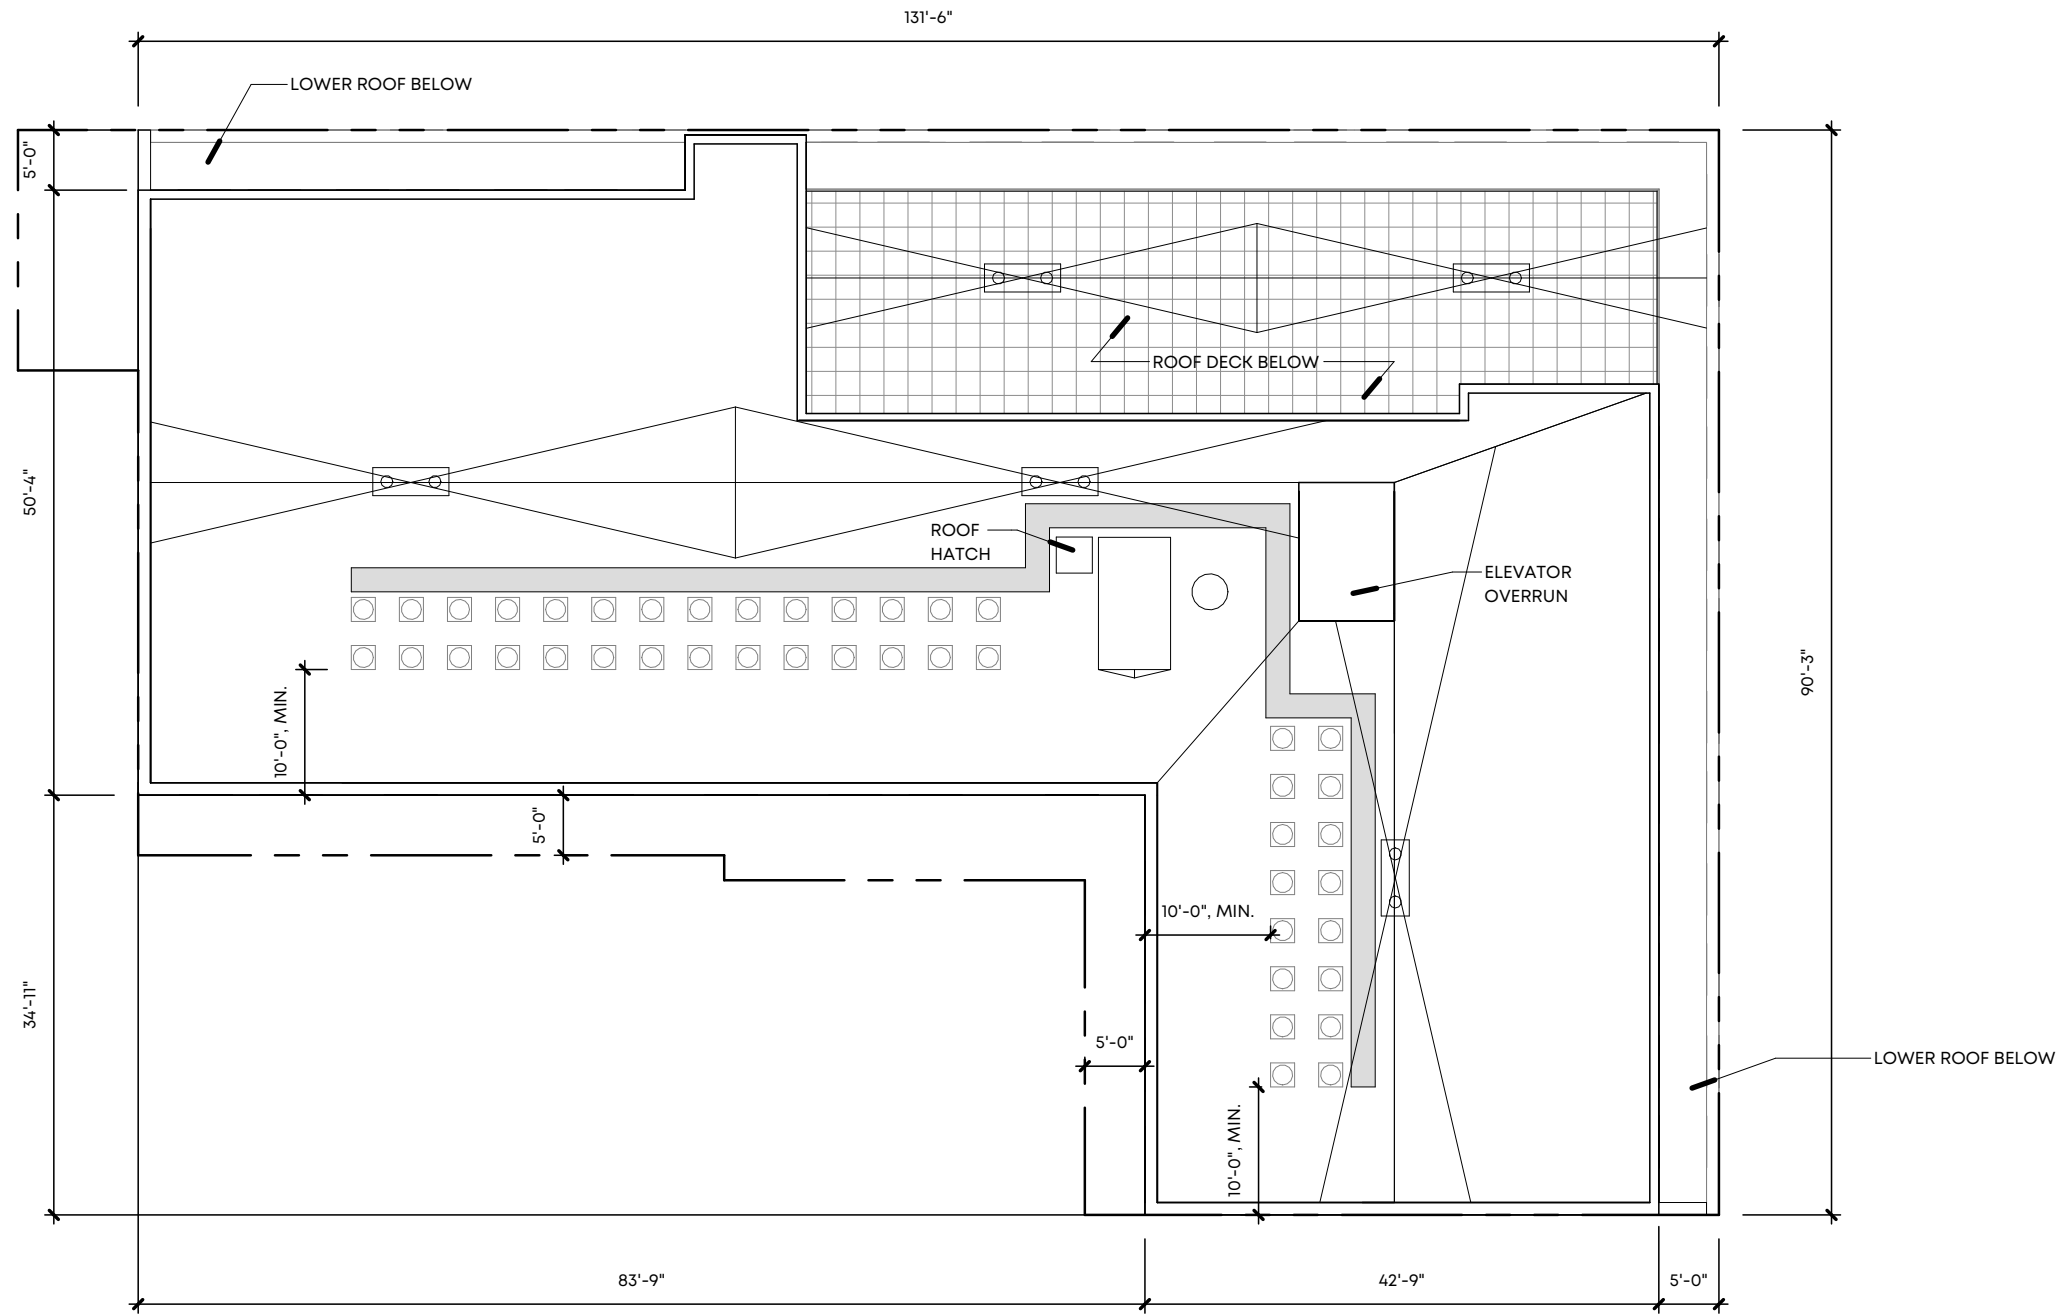 131'-6"
LOWER ROOF BELOW
5'-0"
ROOF DECK BELOW
50'-4"
ROOF
HATCH
ELEVATOR
OVERRUN
90'-3"
10'-0", MIN.
5'-0"
10'-0", MIN.
34'-11"
5'-0"
LOWER ROOF BELOW
10'-0", MIN.
83'-9"
42'-9"
5'-0"